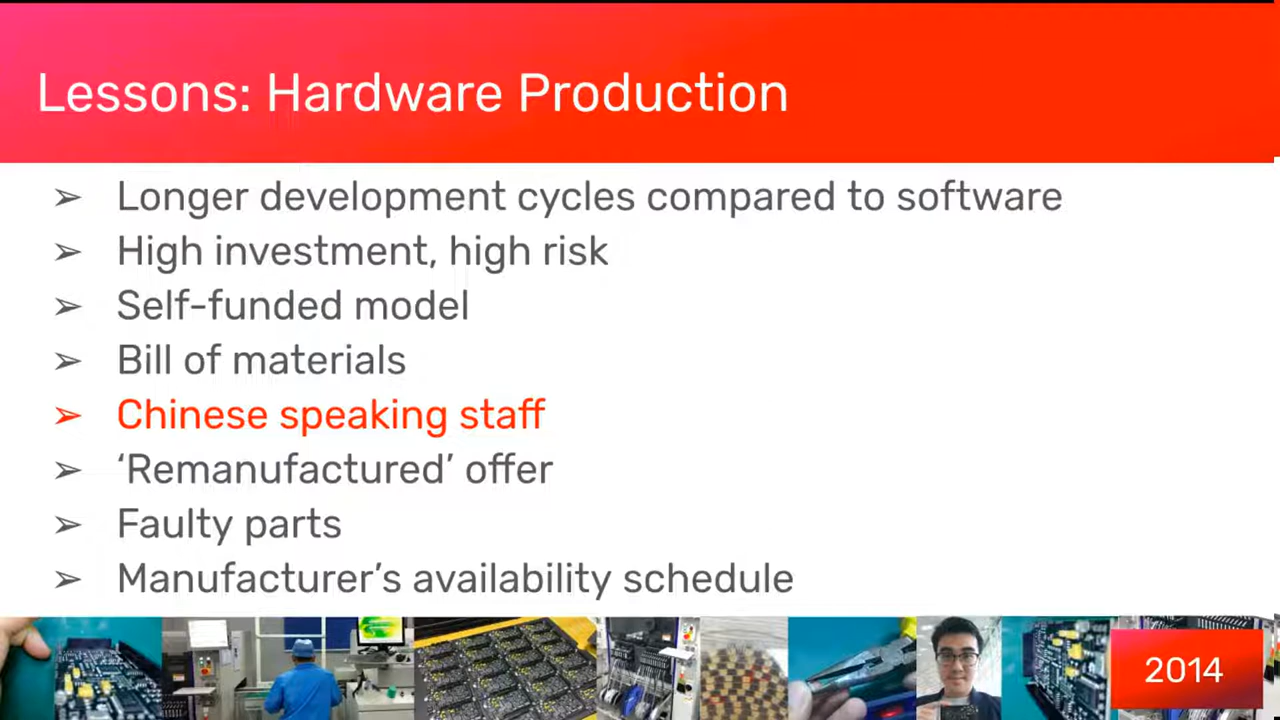 Lessons: Hardware Production
➢ Longer development cycles compared to software
➢ High investment, high risk
➢ Self-funded model
➢ Bill of materials
➢ Chinese speaking staff
➢ ‘Remanufactured’ offer
➢ Faulty parts
➢ Manufacturer’s availability schedule
2014